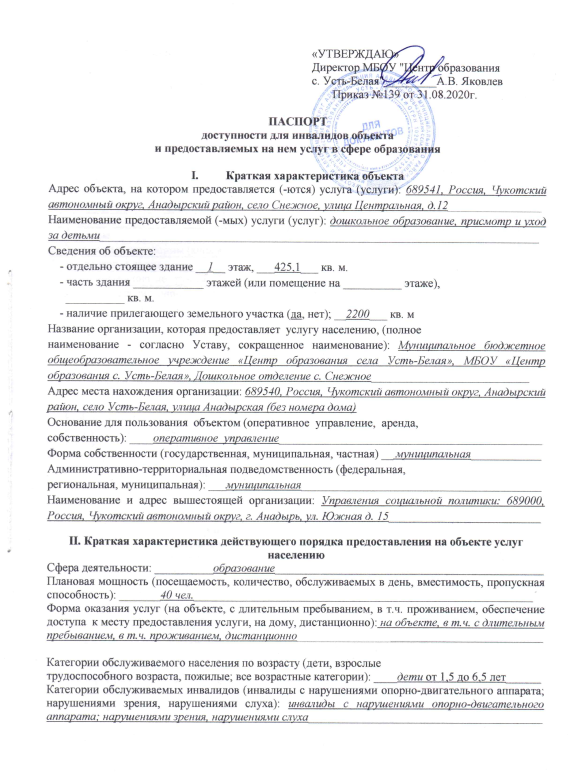 «УТВЕРЖДАЮ»
Директор МБОУ "Центр образования
с. Усть-Белая" А.В. Яковлев
Приказ №139 от 31.08.2020г.
ДЛЯ ДОКУМЕНТОВ
ПАСПОРТ
доступности для инвалидов объекта
и предоставляемых на нем услуг в сфере образования
I. Краткая характеристика объекта
Адрес объекта, на котором предоставляется (-ются) услуга (услуги): 689541, Россия, Чукотский
автономный округ, Анадырский район, село Снежное, улица Центральная, д.12
Наименование предоставляемой (-мых) услуги (услуг): дошкольное образование, присмотр и уход
за детьми
Сведения об объекте:
- отдельно стоящее здание __1__ этаж, ___425,1___ кв. м.
- часть здания ____________ этажей (или помещение на __________ этаже),
__________ кв. м.
- наличие прилегающего земельного участка (да, нет); __2200___ кв. м
Название организации, которая предоставляет услугу населению, (полное
наименование - согласно Уставу, сокращенное наименование): Муниципальное бюджетное
общеобразовательное учреждение «Центр образования села Усть-Белая», МБОУ «Центр
образования с. Усть-Белая», Дошкольное отделение с. Снежное
Адрес места нахождения организации: 689540, Россия, Чукотский автономный округ, Анадырский
район, село Усть-Белая, улица Анадырская (без номера дома)
Основание для пользования объектом (оперативное управление, аренда,
собственность): ____оперативное управление
Форма собственности (государственная, муниципальная, частная) __муниципальная
Административно-территориальная подведомственность (федеральная,
региональная, муниципальная): ___муниципальная
Наименование и адрес вышестоящей организации: Управления социальной политики: 689000,
Россия, Чукотский автономный округ, г. Анадырь, ул. Южная д. 15
II. Краткая характеристика действующего порядка предоставления на объекте услуг
населению
Сфера деятельности: __________образование
Плановая мощность (посещаемость, количество, обслуживаемых в день, вместимость, пропускная
способность): _______40 чел.
Форма оказания услуг (на объекте, с длительным пребыванием, в т.ч. проживанием, обеспечение
доступа к месту предоставления услуги, на дому, дистанционно): на объекте, в т.ч. с длительным
пребыванием, в т.ч. проживанием, дистанционно
Категории обслуживаемого населения по возрасту (дети, взрослые
трудоспособного возраста, пожилые; все возрастные категории): ____дети от 1,5 до 6,5 лет
Категории обслуживаемых инвалидов (инвалиды с нарушениями опорно-двигательного аппарата;
нарушениями зрения, нарушениями слуха): инвалиды с нарушениями опорно-двигательного
аппарата; нарушениями зрения, нарушениями слуха